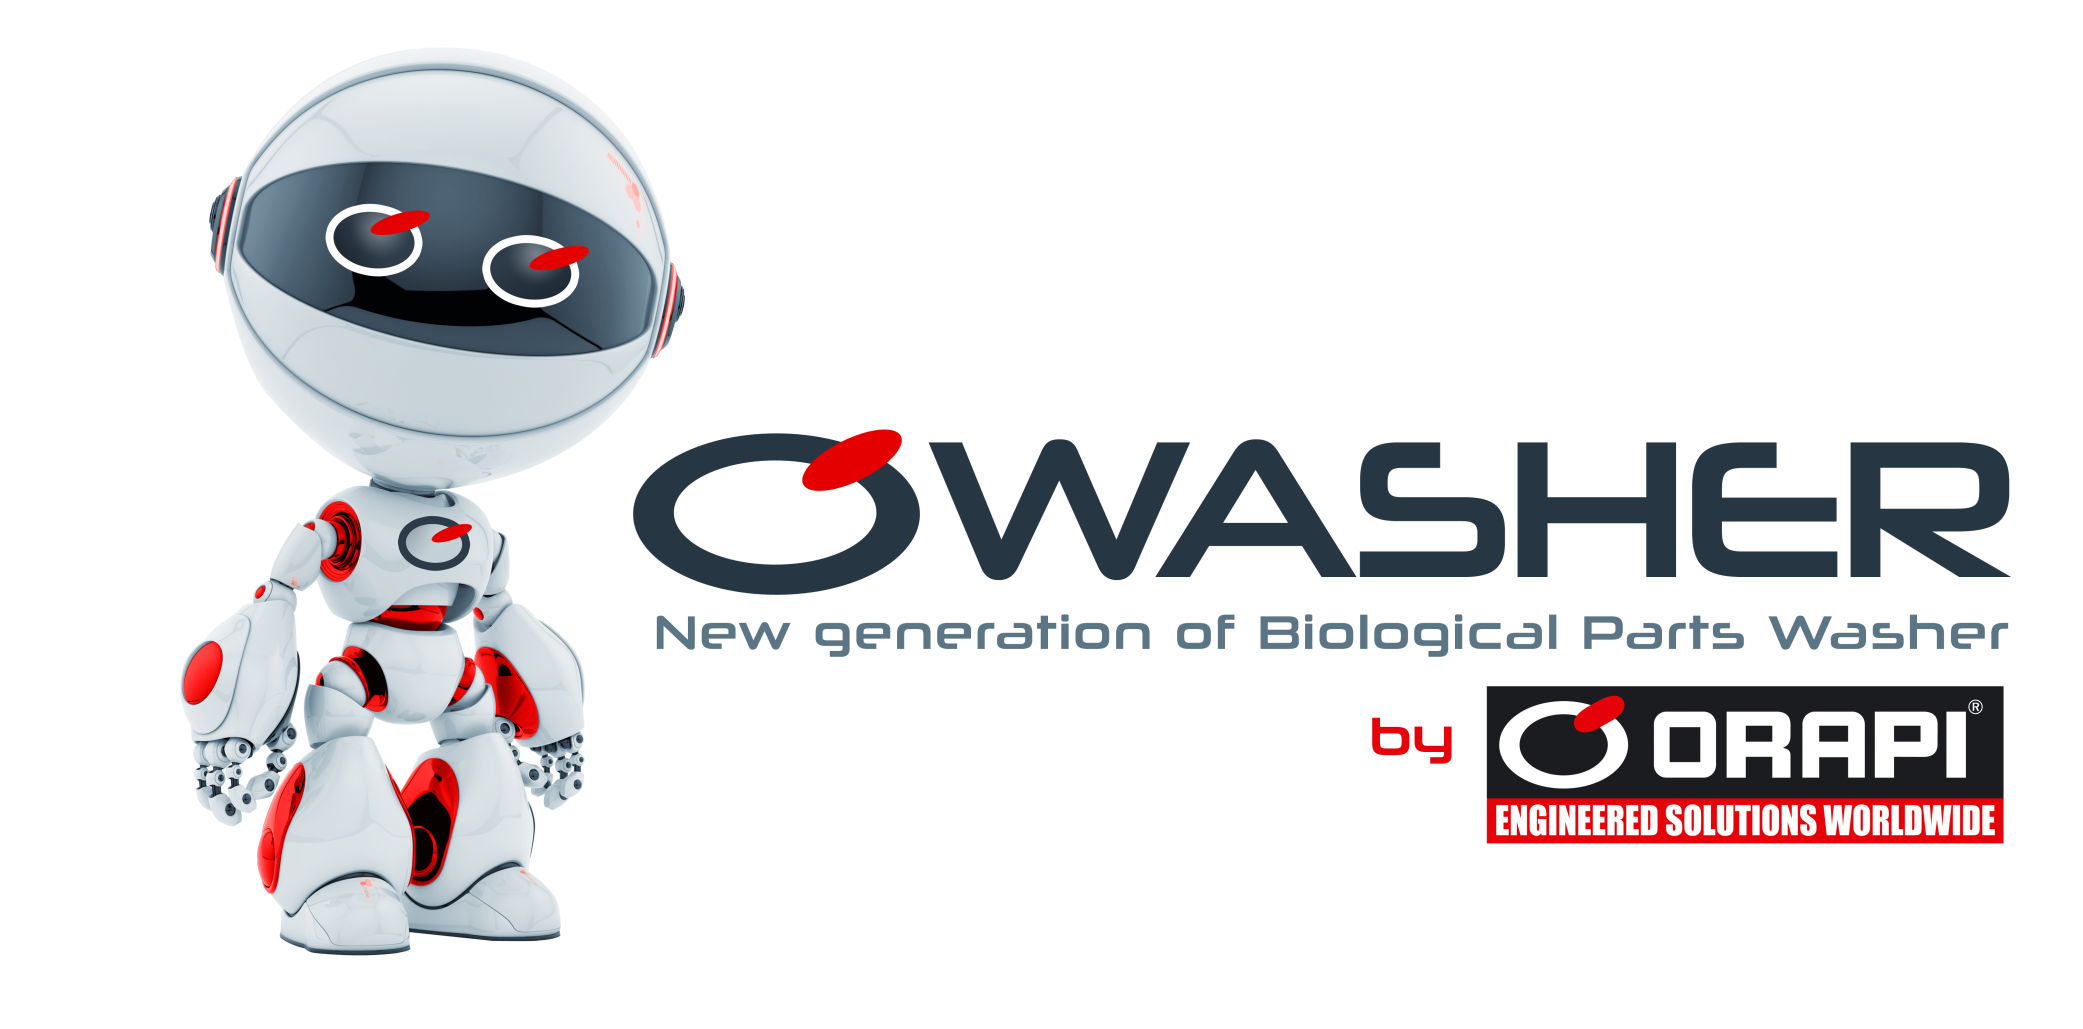 OWASHER
New generation of Biological Parts Washer
by
ORAPI®
ENGINEERED SOLUTIONS WORLDWIDE